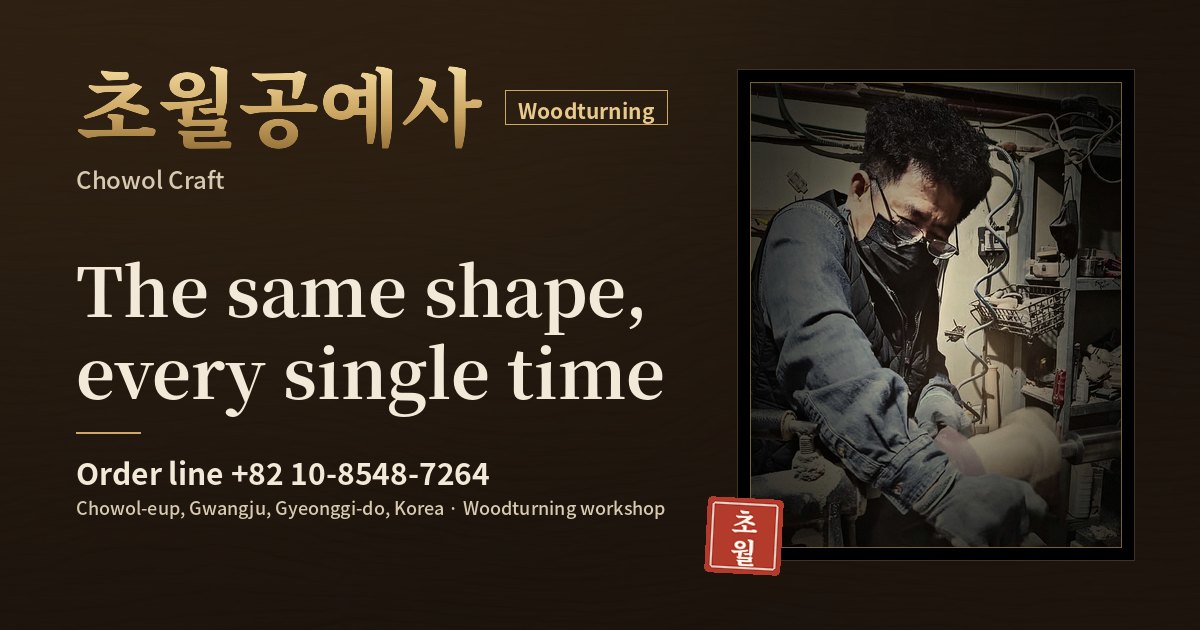 초월공예사
Woodturning
Chowol Craft
The same shape,
every single time
Order line +82 10-8548-7264
Chowol-eup, Gwangju, Gyeonggi-do, Korea · Woodturning workshop
초
월